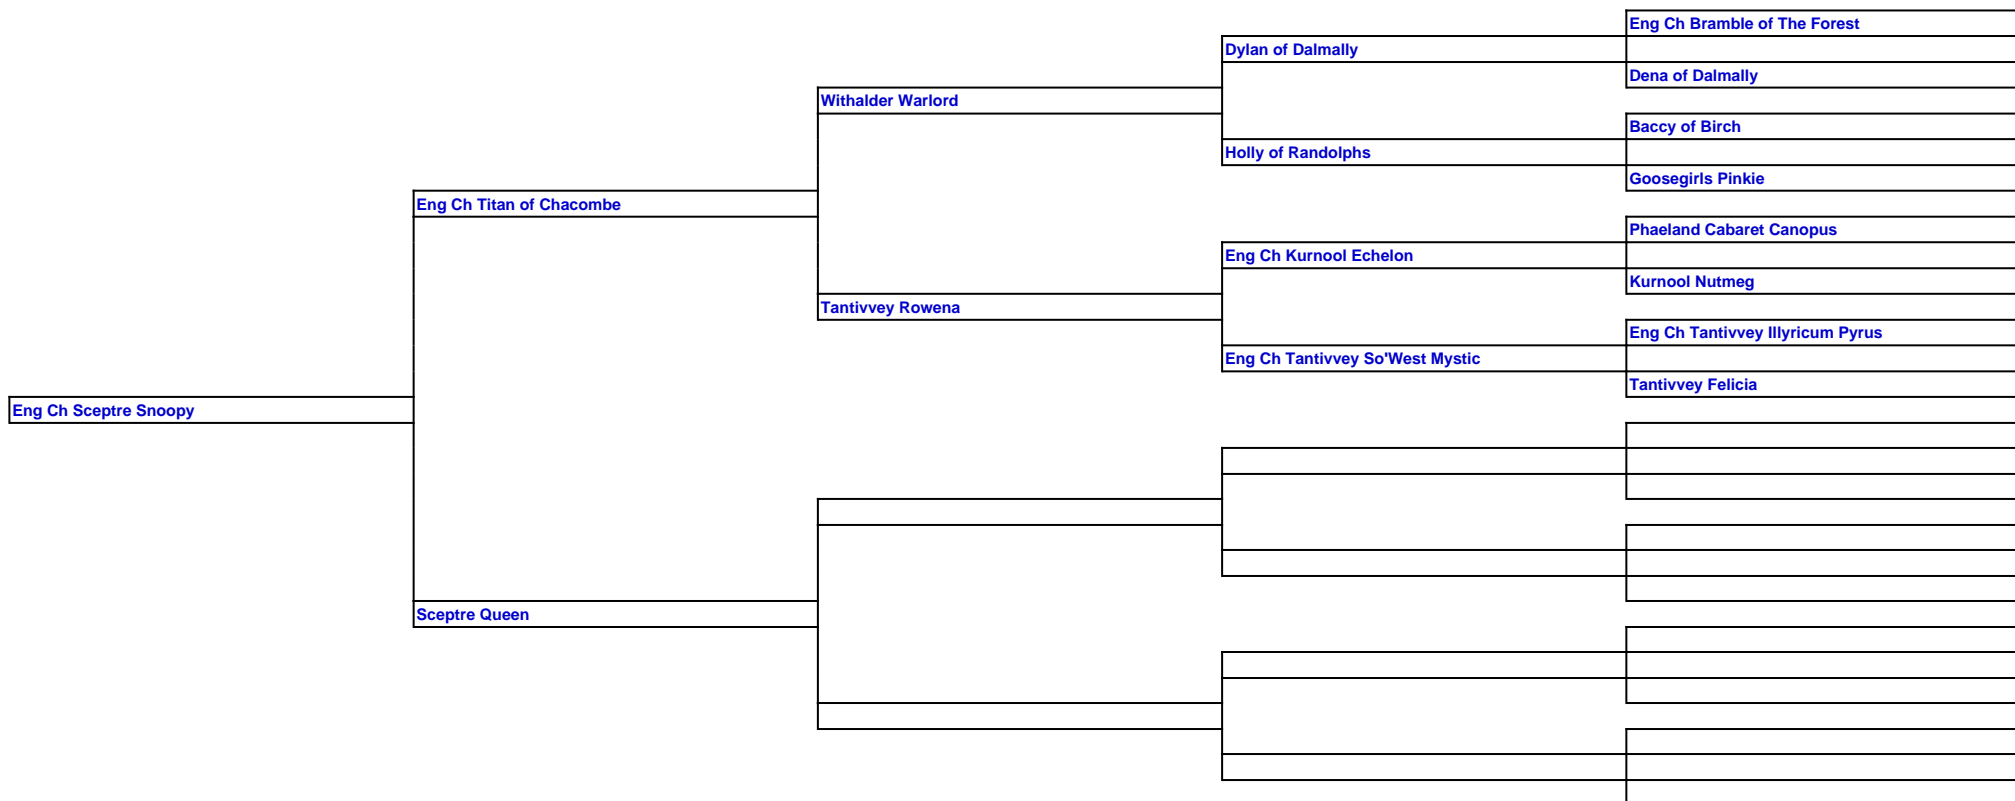 Eng Ch Bramble of The Forest
Dylan of Dalmally
Dena of Dalmally
Withalder Warlord
Baccy of Birch
Holly of Randolphs
Goosegirls Pinkie
Eng Ch Titan of Chacombe
Phaeland Cabaret Canopus
Eng Ch Kurnool Echelon
Kurnool Nutmeg
Tantivvey Rowena
Eng Ch Tantivvey Illyricum Pyrus
Eng Ch Tantivvey So'West Mystic
Tantivvey Felicia
Eng Ch Sceptre Snoopy
Sceptre Queen